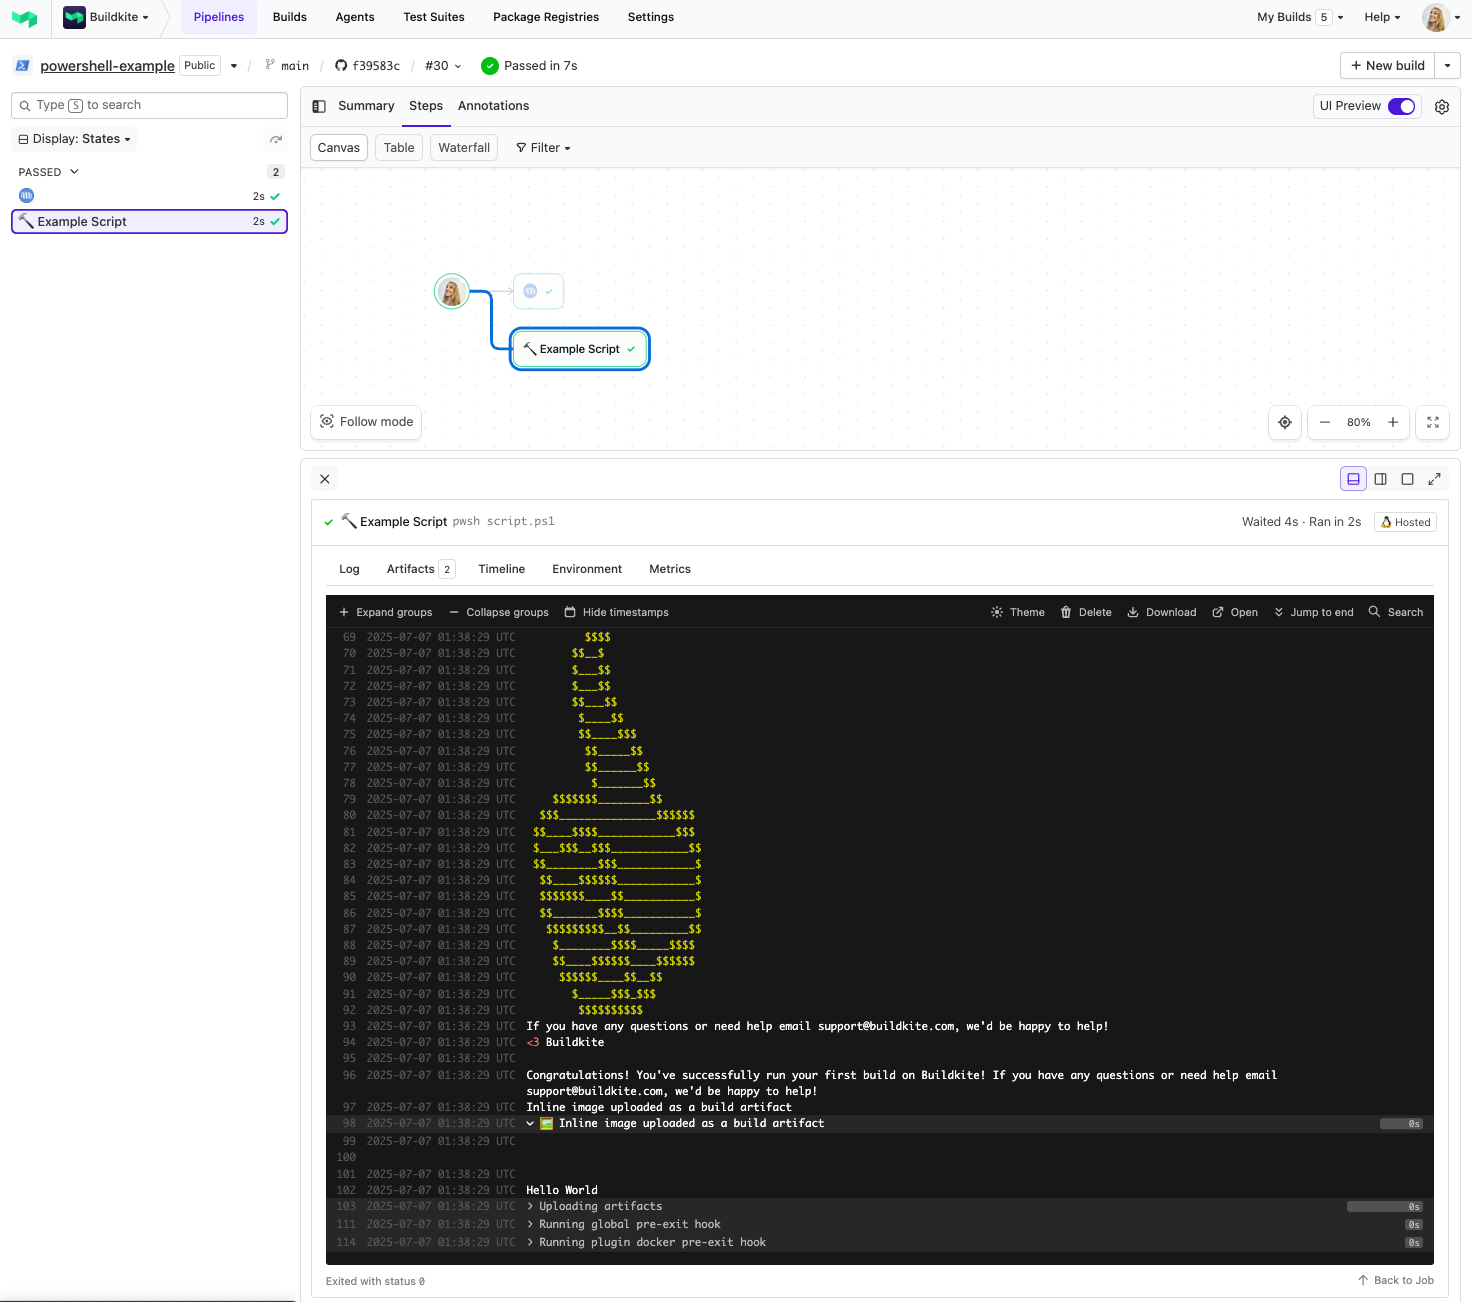 Buildkite
Pipelines
Builds
Agents
Test Suites
Package Registries
Settings
My Builds 5
Help
powershell-example Public / main / f39583c / #30 Passed in 7s
New build
Type S to search
Display: States
PASSED 2
2s
Example Script 2s
Summary Steps Annotations
UI Preview
Canvas Table Waterfall Filter
Example Script
Follow mode
80%
Example Script pwsh script.ps1
Waited 4s · Ran in 2s Hosted
Log Artifacts 2 Timeline Environment Metrics
+ Expand groups − Collapse groups Hide timestamps Theme Delete Download Open Jump to end Search
69 2025-07-07 01:38:29 UTC $$$$
70 2025-07-07 01:38:29 UTC $$__$
71 2025-07-07 01:38:29 UTC $___$$
72 2025-07-07 01:38:29 UTC $___$$
73 2025-07-07 01:38:29 UTC $$___$$
74 2025-07-07 01:38:29 UTC $____$$
75 2025-07-07 01:38:29 UTC $$____$$$
76 2025-07-07 01:38:29 UTC $$_____$$
77 2025-07-07 01:38:29 UTC $$______$$
78 2025-07-07 01:38:29 UTC $_______$$
79 2025-07-07 01:38:29 UTC $$$$$$$________$$
80 2025-07-07 01:38:29 UTC $$$_______________$$$$$$
81 2025-07-07 01:38:29 UTC $$____$$$$____________$$$
82 2025-07-07 01:38:29 UTC $___$$$__$$$____________$$
83 2025-07-07 01:38:29 UTC $$________$$$____________$
84 2025-07-07 01:38:29 UTC $$____$$$$$$____________$
85 2025-07-07 01:38:29 UTC $$$$$$$____$$___________$
86 2025-07-07 01:38:29 UTC $$_______$$$$___________$
87 2025-07-07 01:38:29 UTC $$$$$$$$$__$$_________$$
88 2025-07-07 01:38:29 UTC $________$$$$_____$$$$
89 2025-07-07 01:38:29 UTC $$____$$$$$$____$$$$$$
90 2025-07-07 01:38:29 UTC $$$$$$____$$__$$
91 2025-07-07 01:38:29 UTC $_____$$$_$$$
92 2025-07-07 01:38:29 UTC $$$$$$$$$$
93 2025-07-07 01:38:29 UTC If you have any questions or need help email support@buildkite.com, we'd be happy to help!
94 2025-07-07 01:38:29 UTC <3 Buildkite
95 2025-07-07 01:38:29 UTC
96 2025-07-07 01:38:29 UTC Congratulations! You've successfully run your first build on Buildkite! If you have any questions or need help email
support@buildkite.com, we'd be happy to help!
97 2025-07-07 01:38:29 UTC Inline image uploaded as a build artifact
98 2025-07-07 01:38:29 UTC Inline image uploaded as a build artifact 0s
99 2025-07-07 01:38:29 UTC
100
101 2025-07-07 01:38:29 UTC
102 2025-07-07 01:38:29 UTC Hello World
103 2025-07-07 01:38:29 UTC > Uploading artifacts 0s
111 2025-07-07 01:38:29 UTC > Running global pre-exit hook 0s
114 2025-07-07 01:38:29 UTC > Running plugin docker pre-exit hook 0s
Exited with status 0
Back to Job